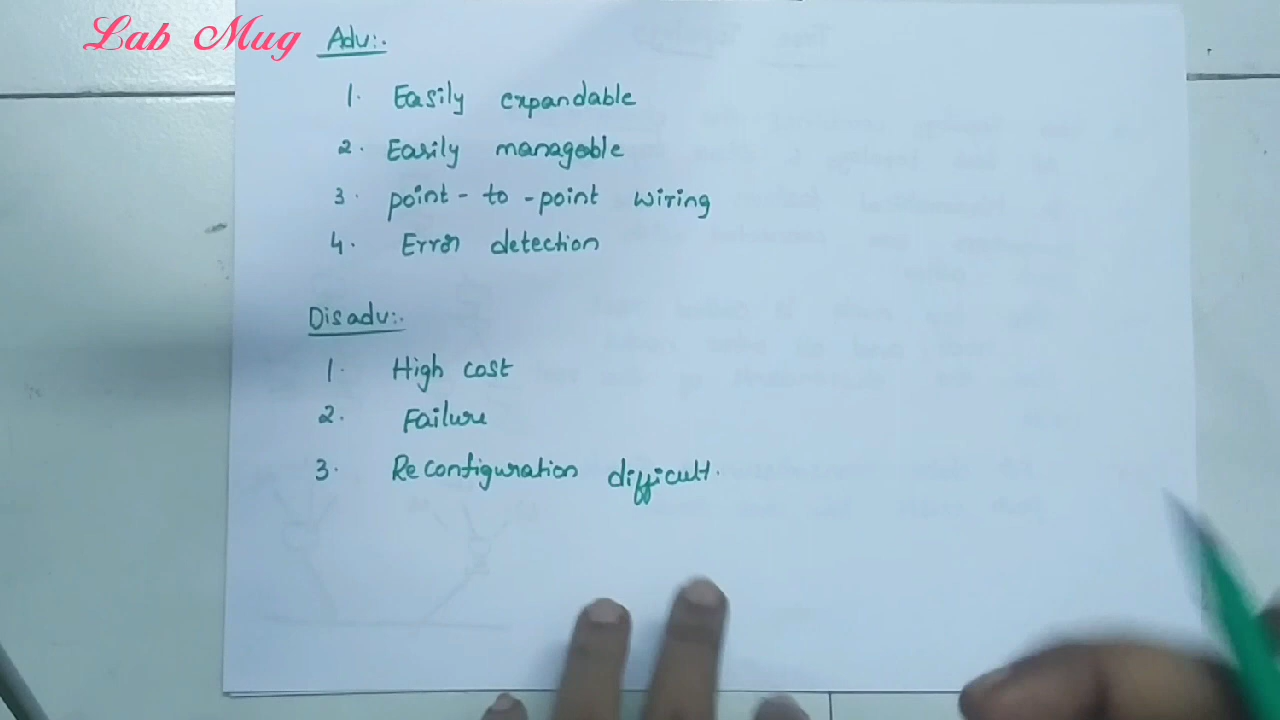 Lab Mug
Adv:.
1. Easily expandable
2. Easily manageable
3. point-to-point wiring
4. Error detection
Disadv:.
1. High cost
2. Failure
3. Reconfiguration difficult.